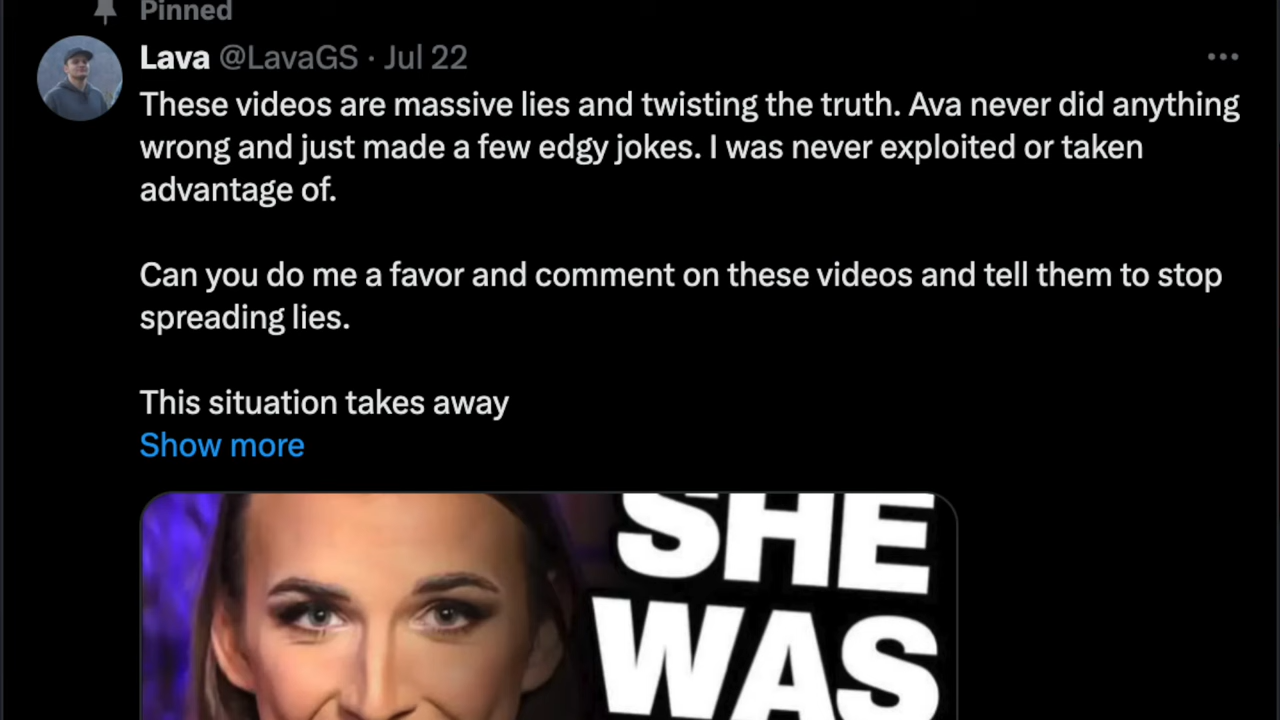 Pinned
Lava @LavaGS · Jul 22
These videos are massive lies and twisting the truth. Ava never did anything
wrong and just made a few edgy jokes. I was never exploited or taken
advantage of.
Can you do me a favor and comment on these videos and tell them to stop
spreading lies.
This situation takes away
Show more
SHE
WAS